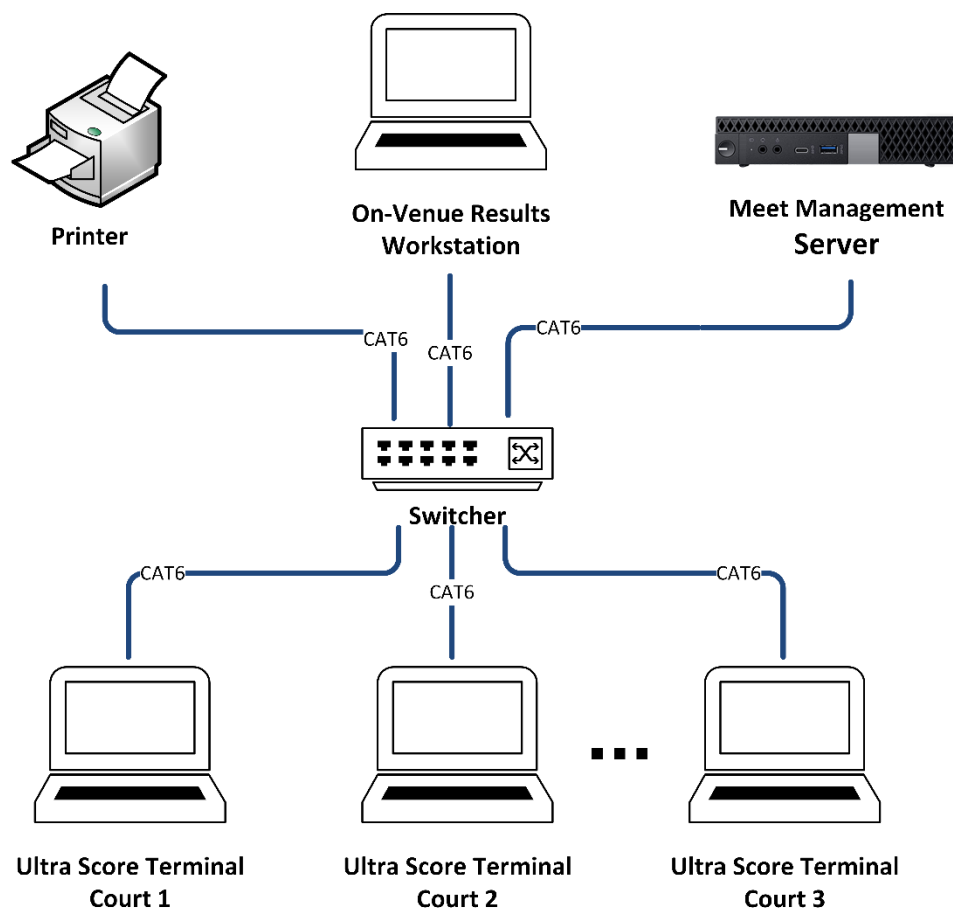 Printer
On-Venue Results
Workstation
Meet Management
Server
CAT6
CAT6
CAT6
Switcher
CAT6
CAT6
CAT6
Ultra Score Terminal
Court 1
Ultra Score Terminal
Court 2
...
Ultra Score Terminal
Court 3